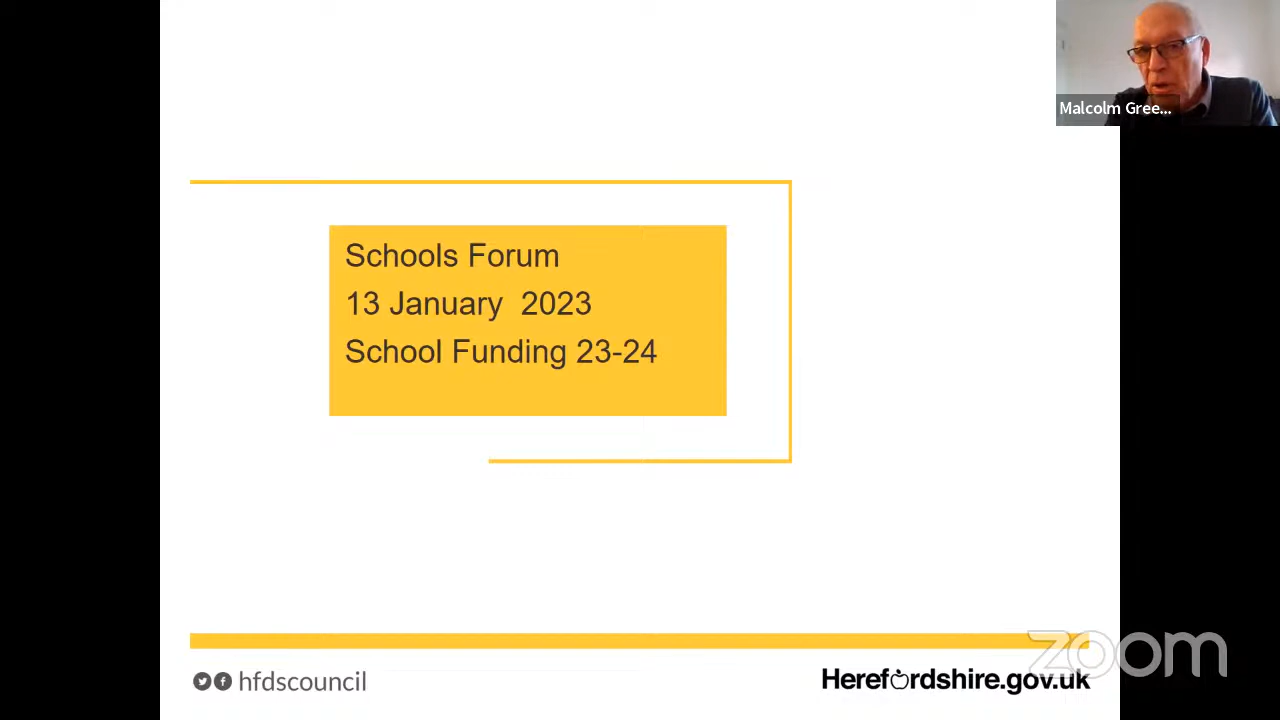 Malcolm Gree...
Schools Forum
13 January 2023
School Funding 23-24
hfdscouncil
Herefordshire.gov.uk
zoom